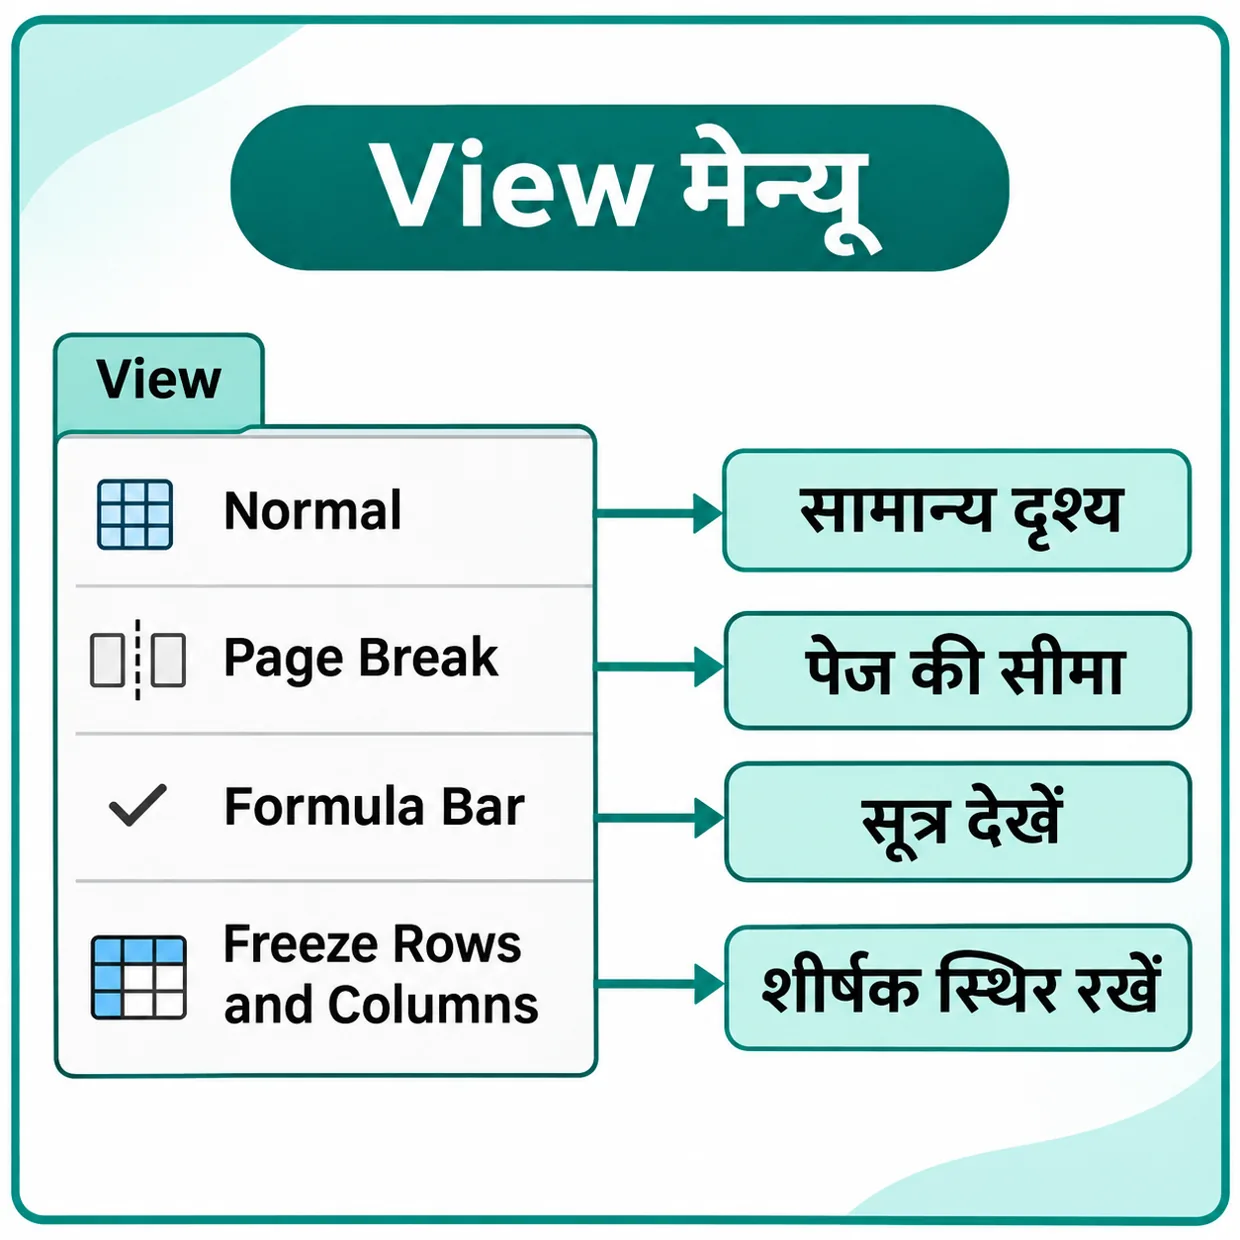 View मेन्यू
View
Normal
सामान्य दृश्य
Page Break
पेज की सीमा
Formula Bar
सूत्र देखें
Freeze Rows
and Columns
शीर्षक स्थिर रखें